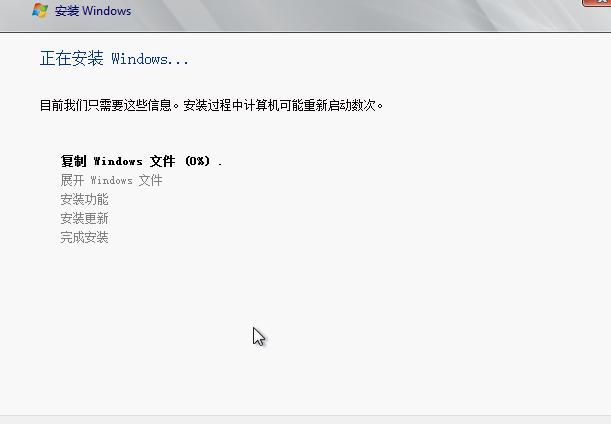 安装 Windows
正在安装 Windows...
目前我们只需要这些信息。安装过程中计算机可能重新启动数次。
复制 Windows 文件 (0%) .
展开 Windows 文件
安装功能
安装更新
完成安装